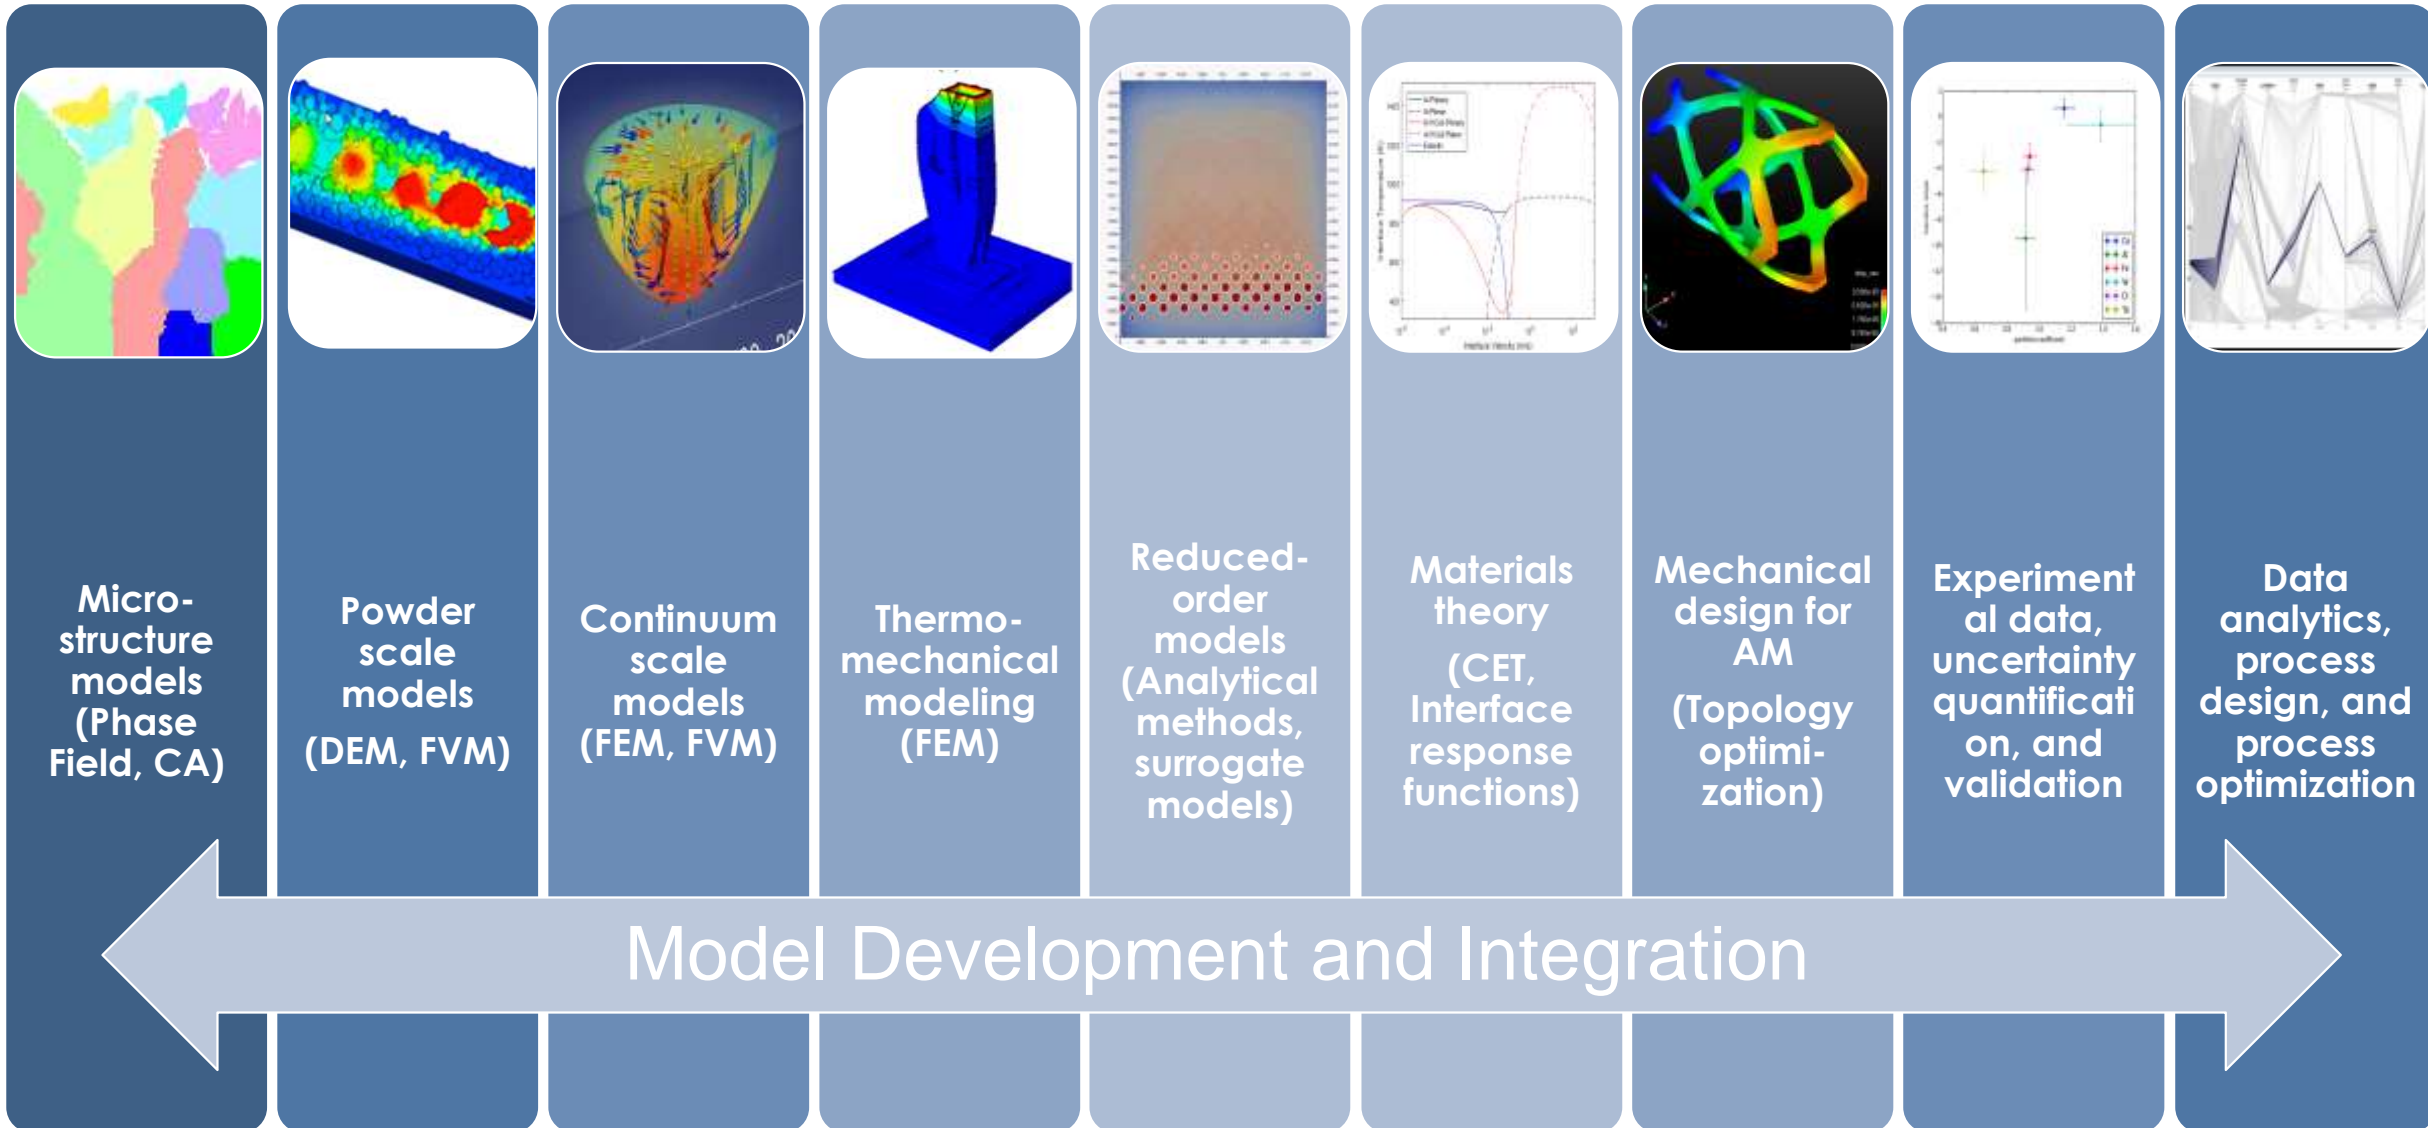 Micro-
structure
models
(Phase
Field, CA)
Powder
scale
models
(DEM, FVM)
Continuum
scale
models
(FEM, FVM)
Thermo-
mechanical
modeling
(FEM)
Reduced-
order
models
(Analytical
methods,
surrogate
models)
Materials
theory
(CET,
Interface
response
functions)
Mechanical
design for
AM
(Topology
optimi-
zation)
Experiment
al data,
uncertainty
quantificati
on, and
validation
Data
analytics,
process
design, and
process
optimization
Model Development and Integration